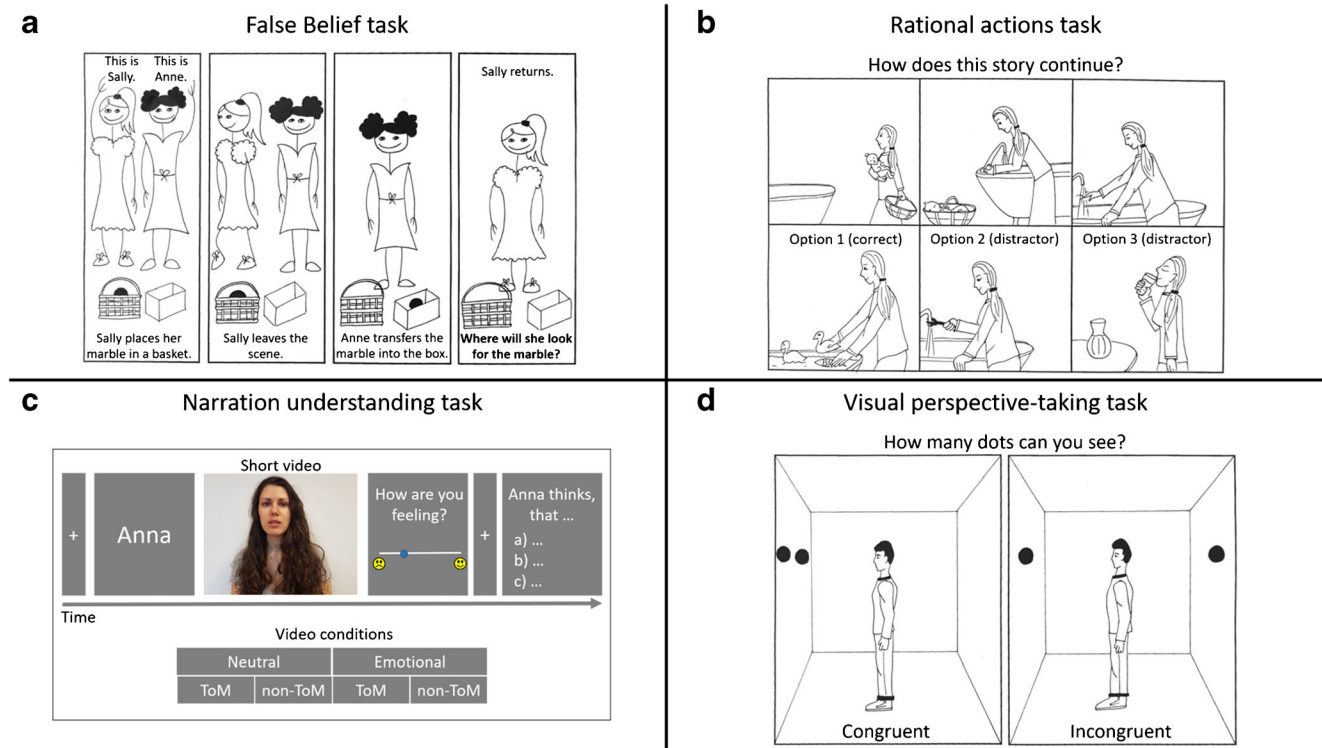 a
False Belief task
This is
Sally.
This is
Anne.
Sally returns.
Sally places her
marble in a basket.
Sally leaves the
scene.
Anne transfers the
marble into the box.
Where will she look
for the marble?
b
Rational actions task
How does this story continue?
Option 1 (correct)
Option 2 (distractor)
Option 3 (distractor)
c
Narration understanding task
Short video
+
Anna
How are you
feeling?
+
Anna thinks,
that ...
a) ...
b) ...
c) ...
Time
Video conditions
Neutral
Emotional
ToM
non-ToM
ToM
non-ToM
d
Visual perspective-taking task
How many dots can you see?
Congruent
Incongruent